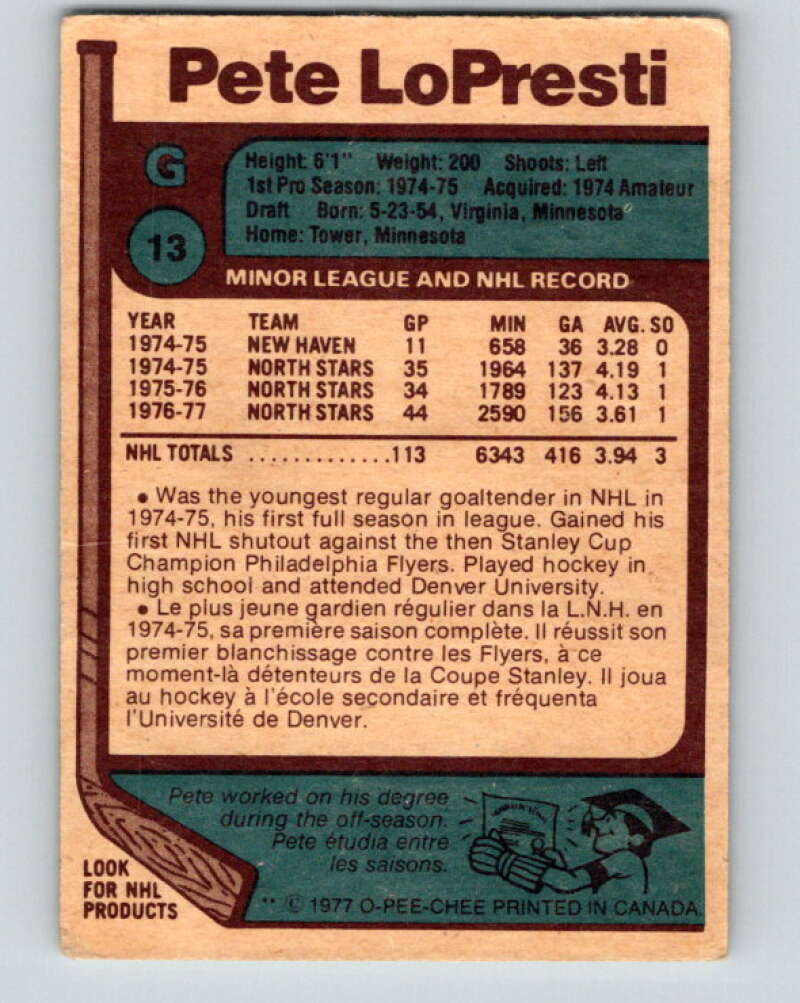 Pete LoPresti
G
13
Height: 6'1" Weight: 200 Shoots: Left
1st Pro Season: 1974-75 Acquired: 1974 Amateur
Draft Born: 5-23-54, Virginia, Minnesota
Home: Tower, Minnesota
MINOR LEAGUE AND NHL RECORD
YEAR TEAM GP MIN GA AVG. SO
1974-75 NEW HAVEN 11 658 36 3.28 0
1974-75 NORTH STARS 35 1964 137 4.19 1
1975-76 NORTH STARS 34 1789 123 4.13 1
1976-77 NORTH STARS 44 2590 156 3.61 1
NHL TOTALS .............113 6343 416 3.94 3
• Was the youngest regular goaltender in NHL in
1974-75, his first full season in league. Gained his
first NHL shutout against the then Stanley Cup
Champion Philadelphia Flyers. Played hockey in
high school and attended Denver University.
• Le plus jeune gardien régulier dans la L.N.H. en
1974-75, sa première saison complète. Il réussit son
premier blanchissage contre les Flyers, à ce
moment-là détenteurs de la Coupe Stanley. Il joua
au hockey à l'école secondaire et fréquenta
l'Université de Denver.
Pete worked on his degree
during the off-season.
Pete étudia entre
les saisons.
LOOK
FOR NHL
PRODUCTS
** © 1977 O-PEE-CHEE PRINTED IN CANADA